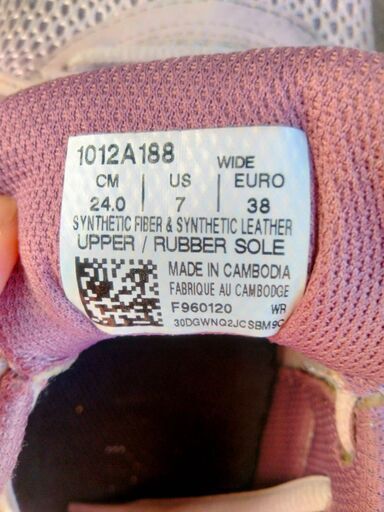 1012A188 WIDE
CM US EURO
24.0 7 38
SYNTHETIC FIBER & SYNTHETIC LEATHER
UPPER / RUBBER SOLE
MADE IN CAMBODIA
FABRIQUE AU CAMBODGE
F960120 WR
30DGWNQ2JCSBM9C